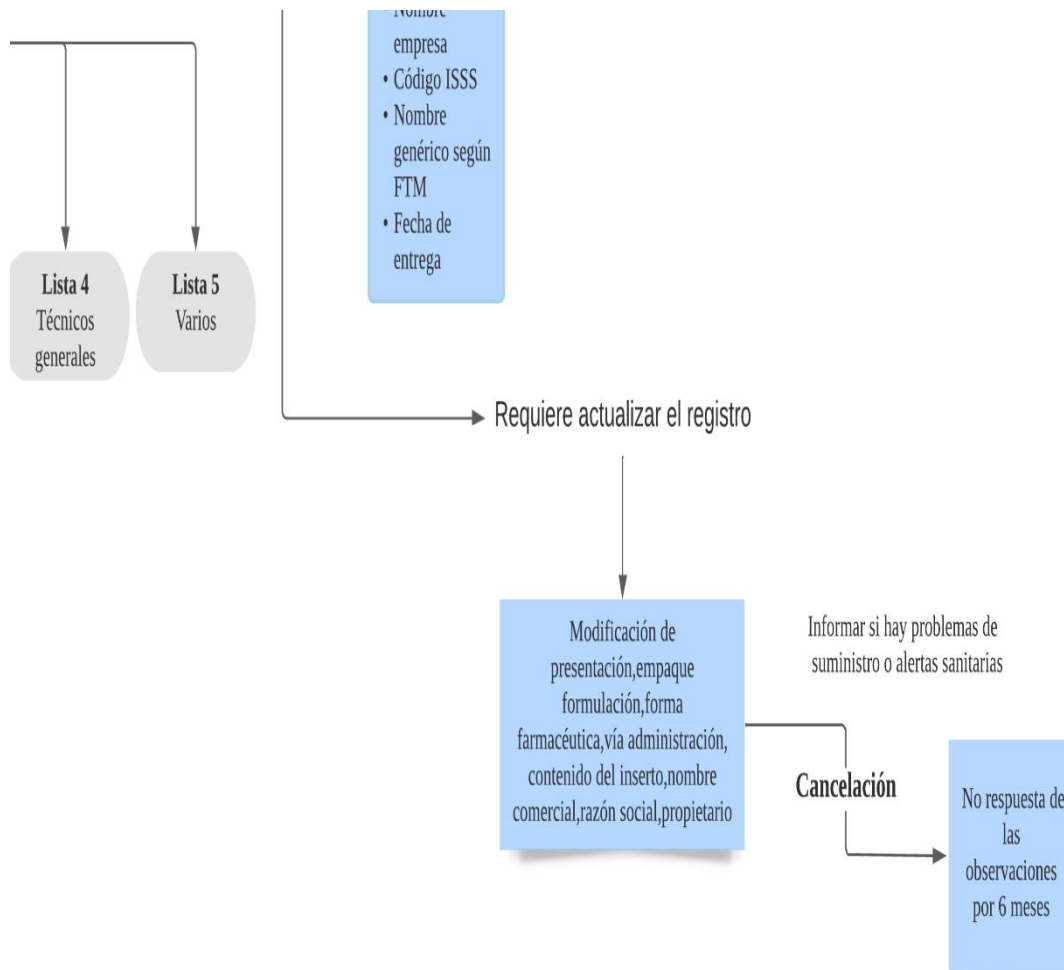 Nombre
empresa
• Código ISSS
• Nombre
genérico según
FTM
• Fecha de
entrega
Lista 4
Técnicos
generales
Lista 5
Varios
Requiere actualizar el registro
Modificación de
presentación,empaque
formulación,forma
farmacéutica,vía administración,
contenido del inserto,nombre
comercial,razón social,propietario
Informar si hay problemas de
suministro o alertas sanitarias
Cancelación
No respuesta de
las
observaciones
por 6 meses